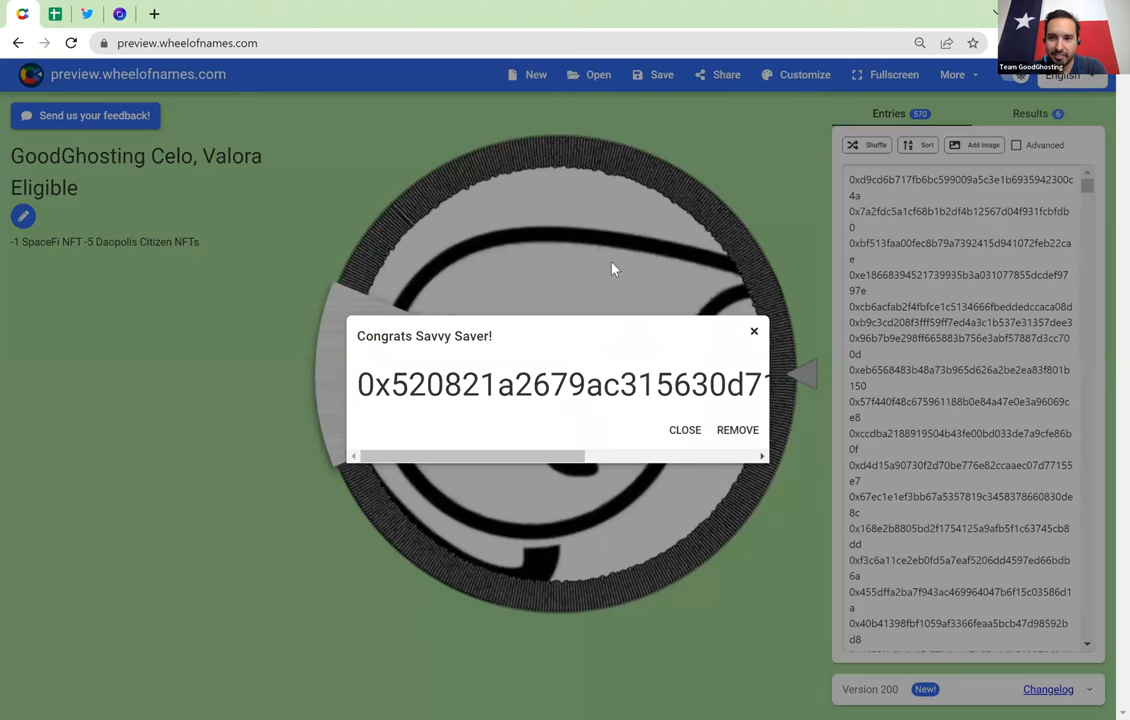 preview.wheelofnames.com
Team GoodGhosting
preview.wheelofnames.com
New
Open
Save
Share
Customize
Fullscreen
More
English
Send us your feedback!
GoodGhosting Celo, Valora
Eligible
-1 SpaceFi NFT -5 Daopolis Citizen NFTs
Congrats Savvy Saver!
0x520821a2679ac315630d71
CLOSE
REMOVE
Entries 570
Results 6
Shuffle
Sort
Add Image
Advanced
0xd9cd6b717fb6bc599009a5c3e1b6935942300c
4a
0x7a2fdc5a1cf68b1b2df4b12567d04f931fcbfdb
0
0xbf513faa00fec8b79a7392415d941072feb22ca
e
0xe18668394521739935b3a031077855dcdef97
97e
0xcb6acfab2f4fbfce1c5134666fbeddedccaca08d
0xb9c3cd208f3fff59ff7ed4a3c1b537e31357dee3
0x96b7b9e298ff665883b756e3abf57887d3cc70
0d
0xeb6568483b48a73b965d626a2be2ea83f801b
150
0x57f440f48c675961188b0e84a47e0e3a96069c
e8
0xccdba2188919504b43fe00bd033de7a9cfe86b
0f
0xd4d15a90730f2d70be776e82ccaaec07d77155
e7
0x67ec1e1ef3bb67a5357819c3458378660830de
8c
0x168e2b8805bd2f1754125a9afb5f1c63745cb8
dd
0xf3c6a11ce2eb0fd5a7eaf5206dd4597ed66bdb
6a
0x455dffa2ba7f943ac469964047b6f15c03586d1
a
0x40b41398fbf1059af3366feaa5bcb47d98592b
d8
Version 200
New!
Changelog